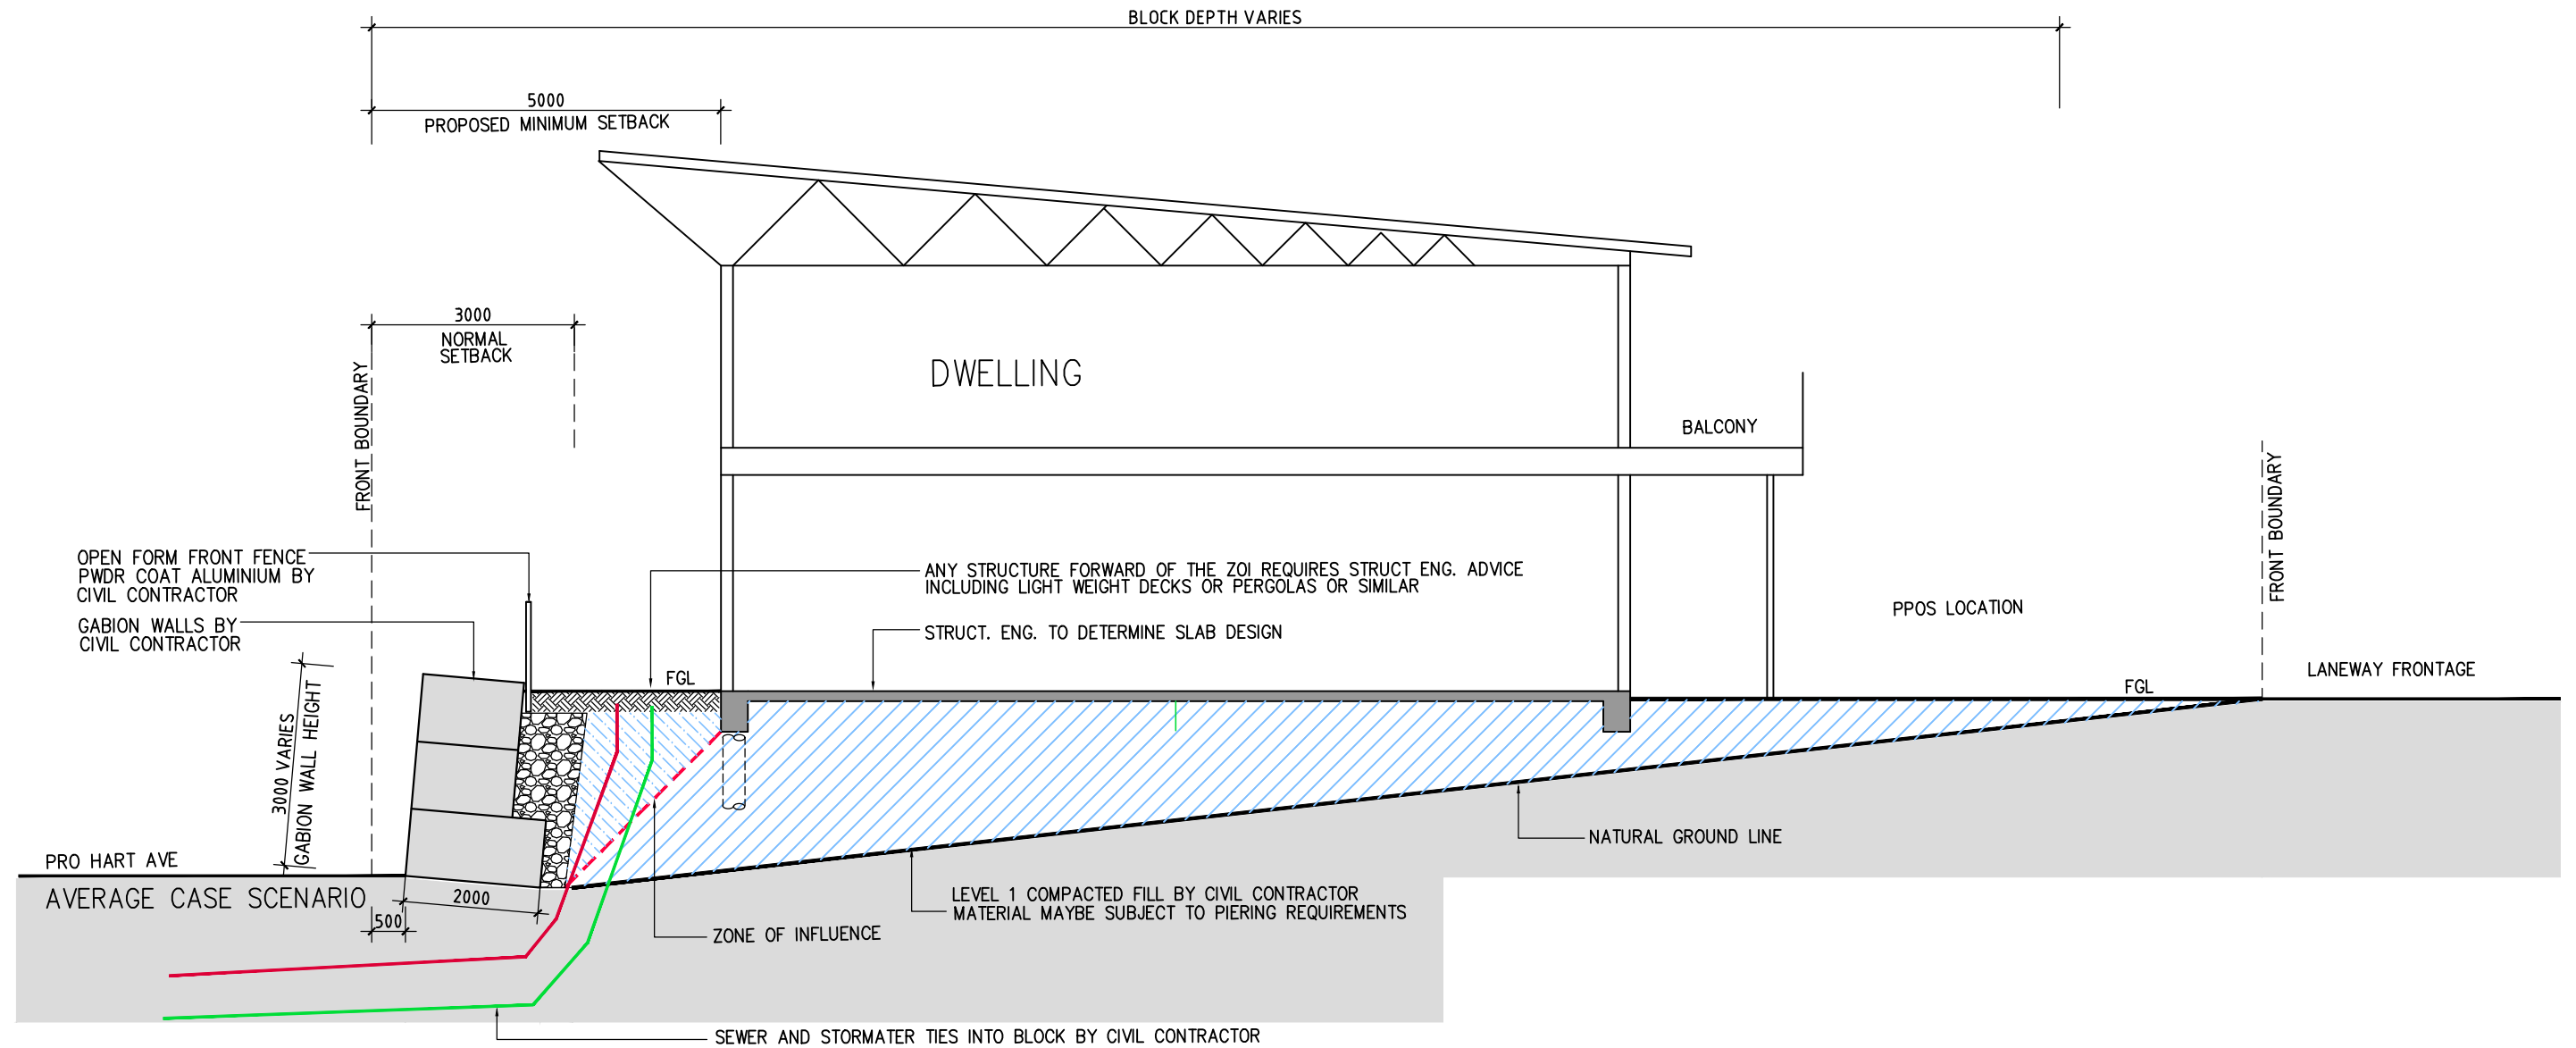 BLOCK DEPTH VARIES
5000
PROPOSED MINIMUM SETBACK
3000
NORMAL
SETBACK
FRONT BOUNDARY
DWELLING
BALCONY
FRONT BOUNDARY
OPEN FORM FRONT FENCE
PWDR COAT ALUMINIUM BY
CIVIL CONTRACTOR
GABION WALLS BY
CIVIL CONTRACTOR
ANY STRUCTURE FORWARD OF THE ZOI REQUIRES STRUCT ENG. ADVICE
INCLUDING LIGHT WEIGHT DECKS OR PERGOLAS OR SIMILAR
STRUCT. ENG. TO DETERMINE SLAB DESIGN
PPOS LOCATION
FGL
FGL
LANEWAY FRONTAGE
3000 VARIES
GABION WALL HEIGHT
PRO HART AVE
AVERAGE CASE SCENARIO
2000
500
NATURAL GROUND LINE
LEVEL 1 COMPACTED FILL BY CIVIL CONTRACTOR
MATERIAL MAYBE SUBJECT TO PIERING REQUIREMENTS
ZONE OF INFLUENCE
SEWER AND STORMATER TIES INTO BLOCK BY CIVIL CONTRACTOR